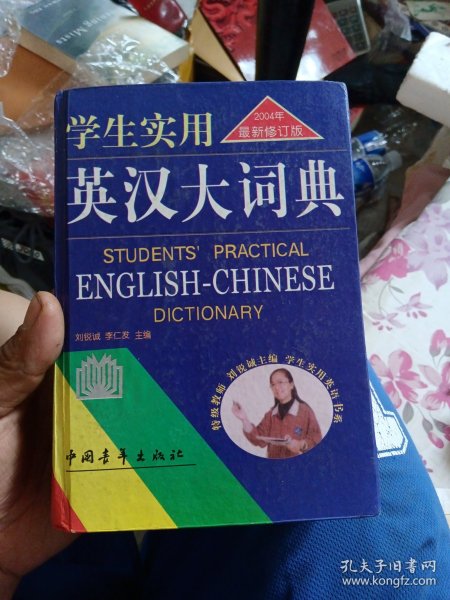 2004年
最新修订版
学生实用
英汉大词典
STUDENTS' PRACTICAL
ENGLISH-CHINESE
DICTIONARY
刘锐诚 李仁发 主编
特级教师 刘锐诚主编 学生实用英语书系
中国青年出版社
孔夫子旧书网
www.kongfz.com